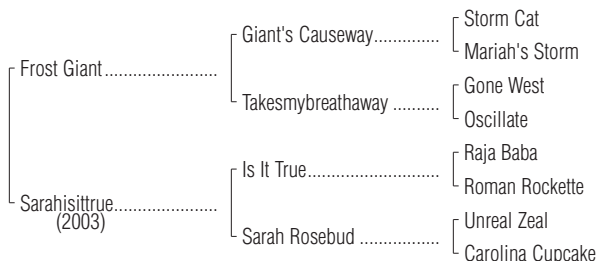 Storm Cat
Giant's Causeway..............
Mariah's Storm
Frost Giant........................
Gone West
Takesmybreathaway ..........
Oscillate
Raja Baba
Is It True............................
Roman Rockette
Sarahisittrue......................
(2003)
Unreal Zeal
Sarah Rosebud .................
Carolina Cupcake